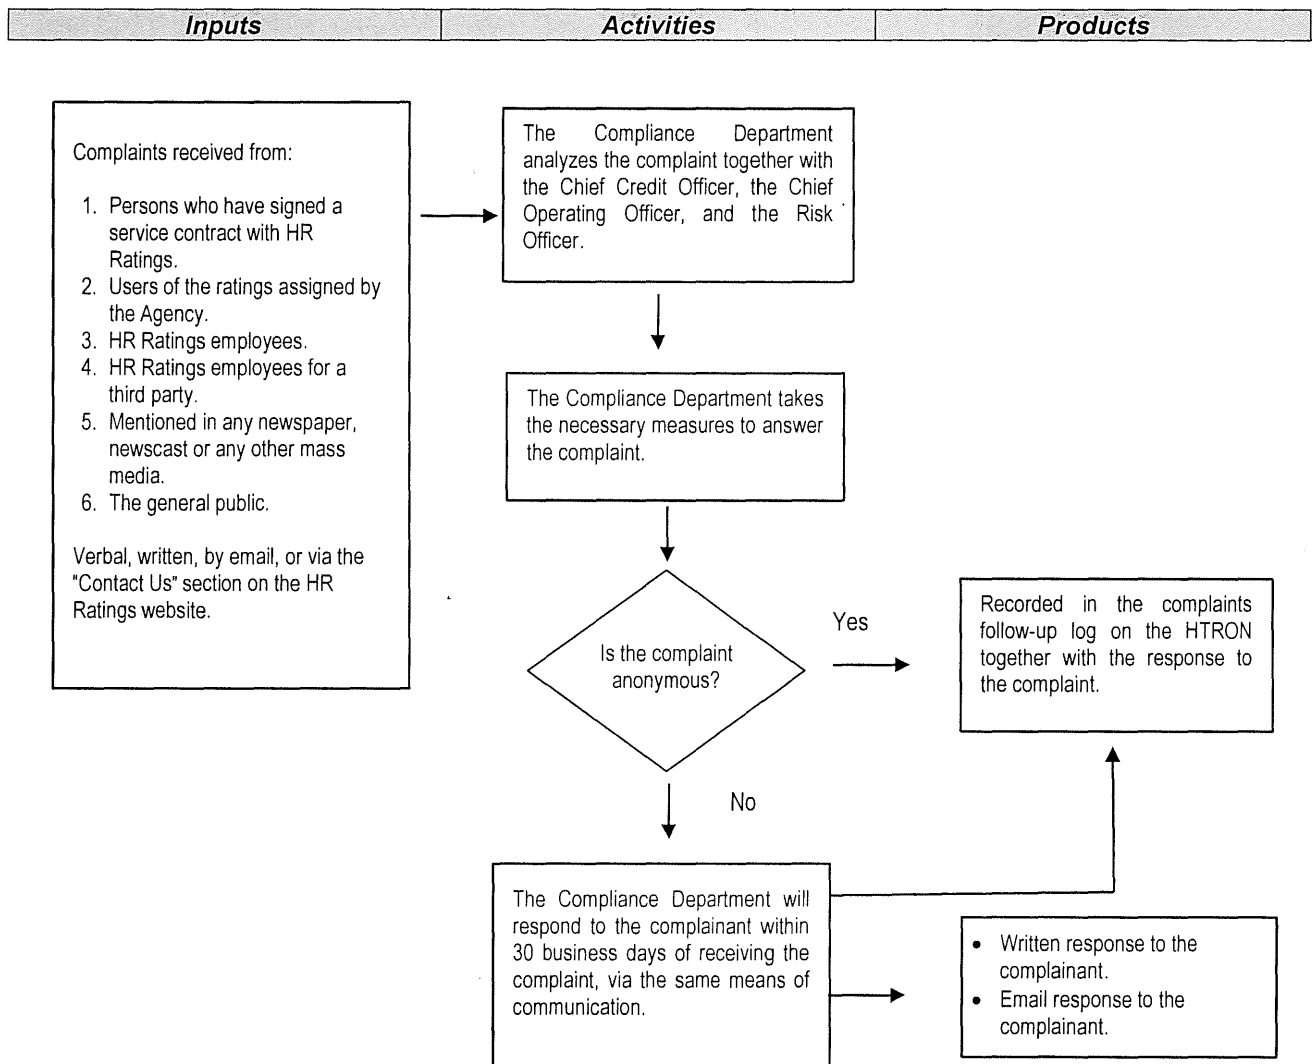 Inputs
Activities
Products
Complaints received from:
1. Persons who have signed a
service contract with HR
Ratings.
2. Users of the ratings assigned by
the Agency.
3. HR Ratings employees.
4. HR Ratings employees for a
third party.
5. Mentioned in any newspaper,
newscast or any other mass
media.
6. The general public.
Verbal, written, by email, or via the
"Contact Us" section on the HR
Ratings website.
The Compliance Department
analyzes the complaint together with
the Chief Credit Officer, the Chief
Operating Officer, and the Risk
Officer.
The Compliance Department takes
the necessary measures to answer
the complaint.
Is the complaint
anonymous?
Yes
Recorded in the complaints
follow-up log on the HTRON
together with the response to
the complaint.
No
The Compliance Department will
respond to the complainant within
30 business days of receiving the
complaint, via the same means of
communication.
• Written response to the
complainant.
• Email response to the
complainant.